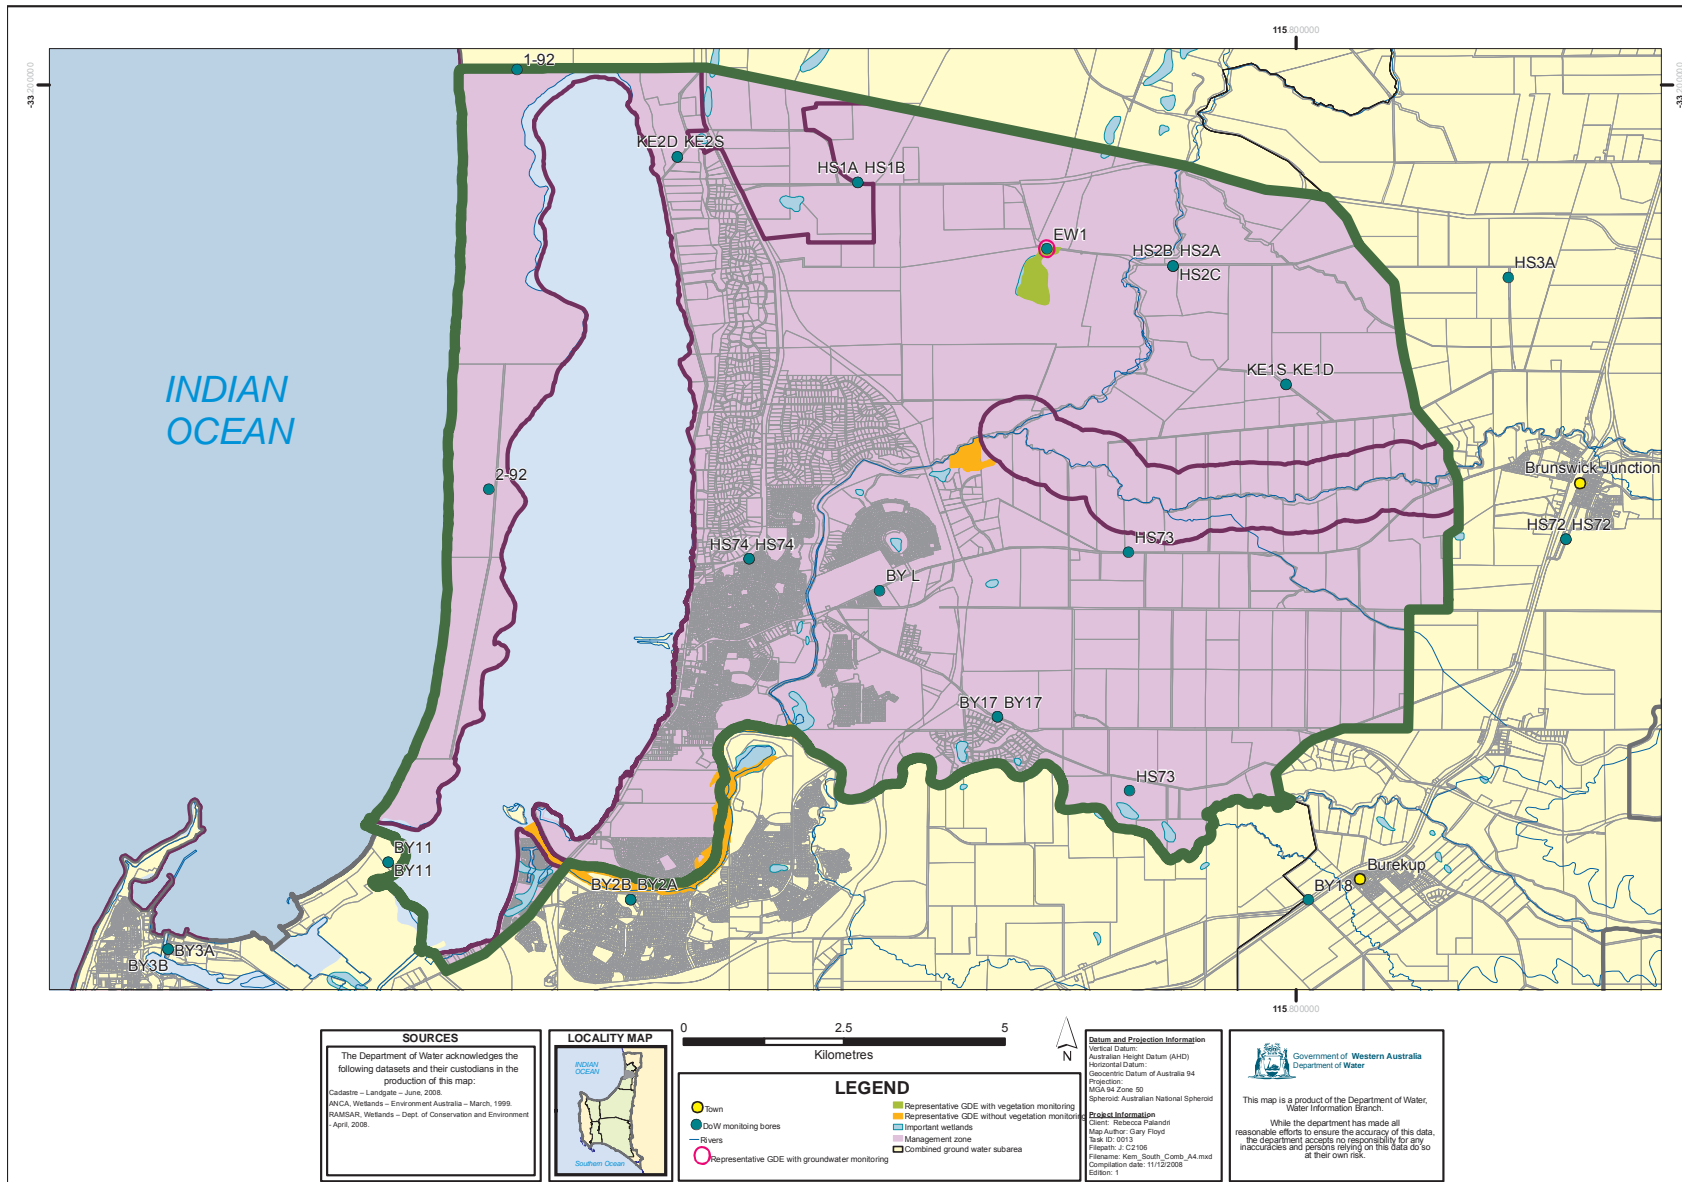 115.800000
-33.200000
-33.200000
1-92
KE2D KE2S
HS1A HS1B
EW1
HS2B HS2A
HS2C
HS3A
INDIAN
OCEAN
KE1S KE1D
2-92
Brunswick Junction
HS72 HS72
HS74 HS74
HS73
BY L
BY17 BY17
HS73
BY11
BY11
BY2B BY2A
Burekup
BY18
BY3A
BY3B
115.800000
SOURCES
The Department of Water acknowledges the
following datasets and their custodians in the
production of this map:
Cadastre – Landgate – June, 2008.
ANCA, Wetlands – Environment Australia – March, 1999.
RAMSAR, Wetlands – Dept. of Conservation and Environment
- April, 2008.
LOCALITY MAP
INDIAN
OCEAN
Southern Ocean
0 2.5 5
Kilometres
N
LEGEND
Town
DoW monitoing bores
Rivers
Representative GDE with groundwater monitoring
Representative GDE with vegetation monitoring
Representative GDE without vegetation monitoring
Important wetlands
Management zone
Combined ground water subarea
Datum and Projection Information
Vertical Datum:
Australian Height Datum (AHD)
Horizontal Datum:
Geocentric Datum of Australia 94
Projection:
MGA 94 Zone 50
Spheroid: Australian National Spheroid
Project Information
Client: Rebecca Palandri
Map Author: Gary Floyd
Task ID: 0013
Filepath: J: C2106
Filename: Kem_South_Comb_A4.mxd
Compilation date: 11/12/2008
Edition: 1
Government of Western Australia
Department of Water
This map is a product of the Department of Water,
Water Information Branch.
While the department has made all
reasonable efforts to ensure the accuracy of this data,
the department accepts no responsibility for any
inaccuracies and persons relying on this data do so
at their own risk.